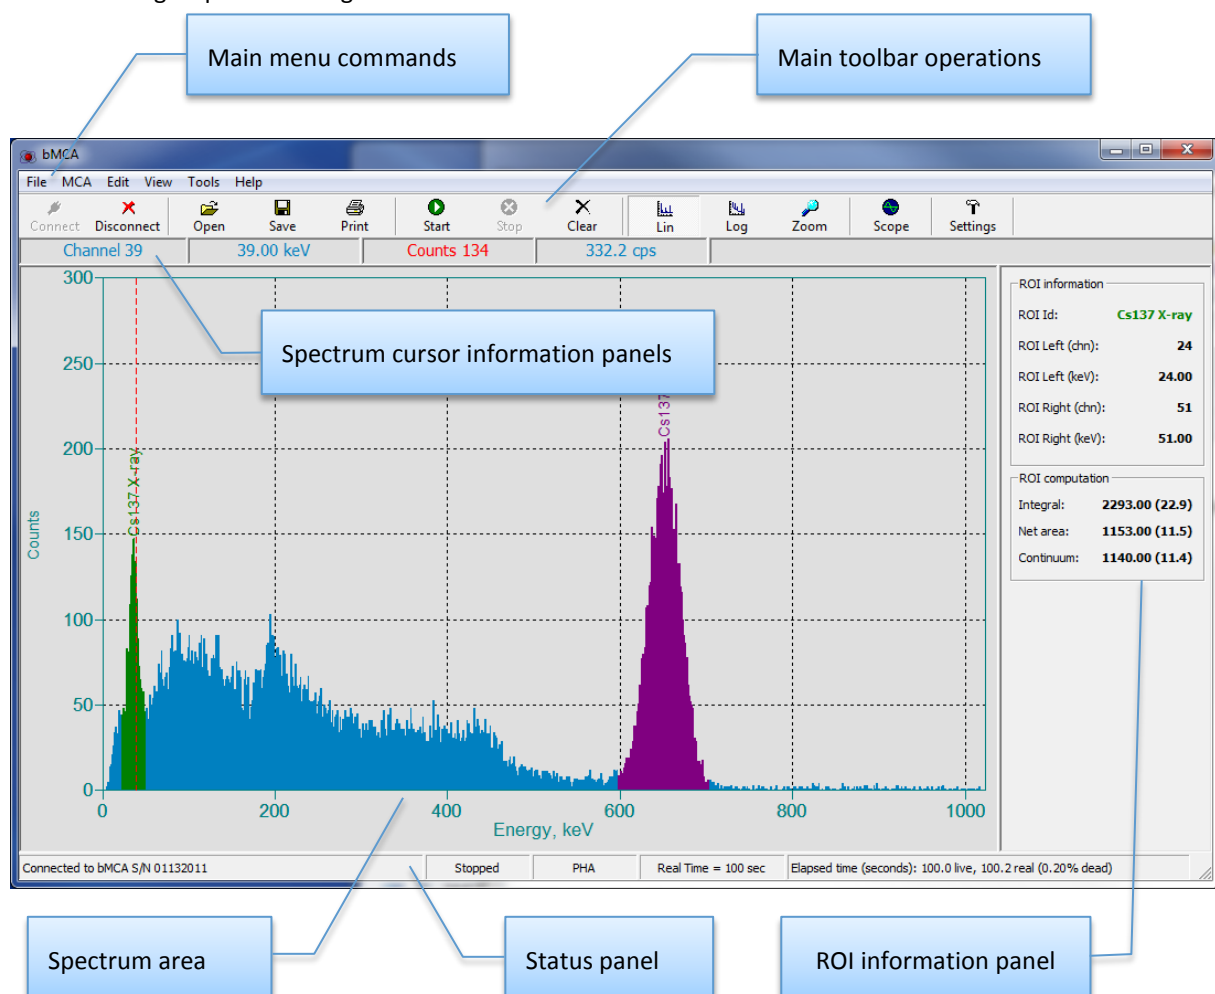 Main menu commands
Main toolbar operations
bMCA
File MCA Edit View Tools Help
Connect Disconnect Open Save Print Start Stop Clear Lin Log Zoom Scope Settings
Channel 39 39.00 keV Counts 134 332.2 cps
Spectrum cursor information panels
300
250
200
150
100
50
0
Counts
Cs137 X-ray
Cs137
0 200 400 600 800 1000
Energy, keV
ROI information
ROI Id: Cs137 X-ray
ROI Left (chn): 24
ROI Left (keV): 24.00
ROI Right (chn): 51
ROI Right (keV): 51.00
ROI computation
Integral: 2293.00 (22.9)
Net area: 1153.00 (11.5)
Continuum: 1140.00 (11.4)
Connected to bMCA S/N 01132011 Stopped PHA Real Time = 100 sec Elapsed time (seconds): 100.0 live, 100.2 real (0.20% dead)
Spectrum area
Status panel
ROI information panel